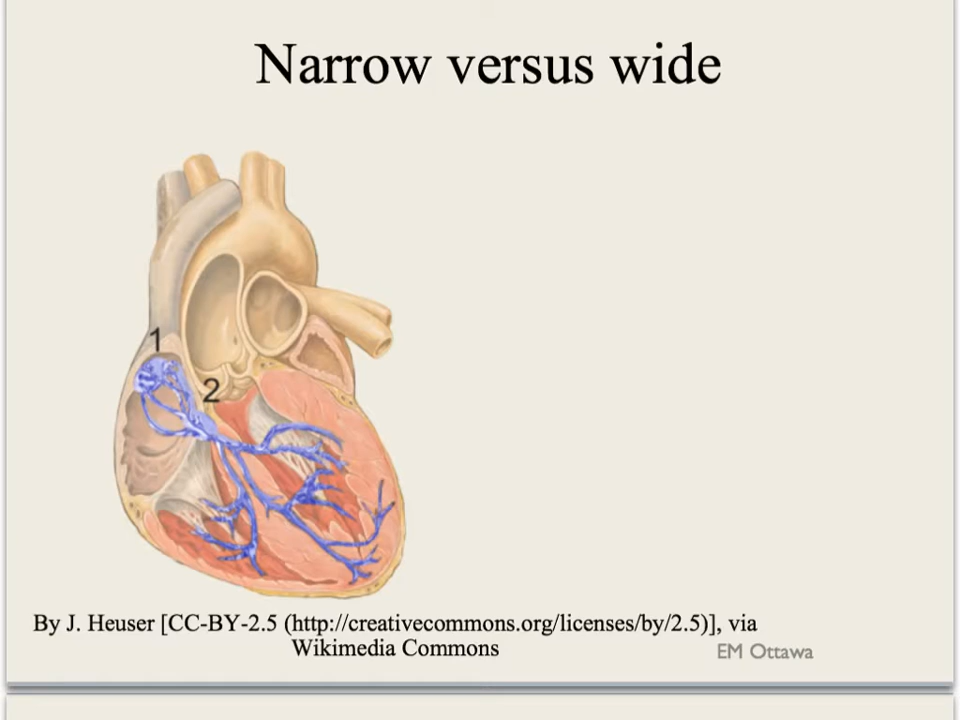 Narrow versus wide
1
2
By J. Heuser [CC-BY-2.5 (http://creativecommons.org/licenses/by/2.5)], via
Wikimedia Commons
EM Ottawa